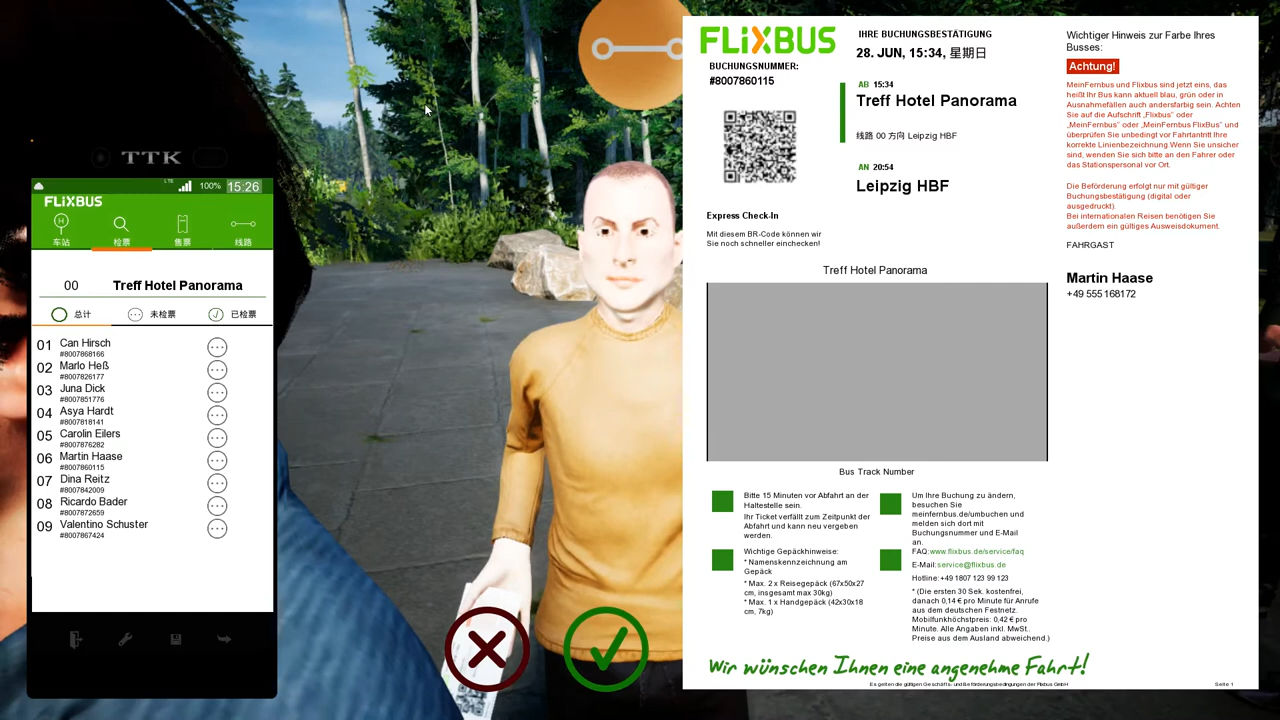 TTK
LTE
100%
15:26
FLiXBUS
车站
检票
售票
线路
00 Treff Hotel Panorama
总计
未检票
已检票
01 Can Hirsch
#8007868166
02 Marlo Heß
#8007826177
03 Juna Dick
#8007851776
04 Asya Hardt
#8007818141
05 Carolin Eilers
#8007876282
06 Martin Haase
#8007860115
07 Dina Reitz
#8007842009
08 Ricardo Bader
#8007872659
09 Valentino Schuster
#8007867424
FLiXBUS
BUCHUNGSNUMMER:
#8007860115
Express Check-In
Mit diesem BR-Code können wir
Sie noch schneller einchecken!
IHRE BUCHUNGSBESTÄTIGUNG
28. JUN, 15:34, 星期日
AB 15:34
Treff Hotel Panorama
线路 00 方向 Leipzig HBF
AN 20:54
Leipzig HBF
Treff Hotel Panorama
Bus Track Number
Bitte 15 Minuten vor Abfahrt an der
Haltestelle sein.
Ihr Ticket verfällt zum Zeitpunkt der
Abfahrt und kann neu vergeben
werden.
Wichtige Gepäckhinweise:
* Namenskennzeichnung am
Gepäck
* Max. 2 x Reisegepäck (67x50x27
cm, insgesamt max 30kg)
* Max. 1 x Handgepäck (42x30x18
cm, 7kg)
Um Ihre Buchung zu ändern,
besuchen Sie
meinfernbus.de/umbuchen und
melden sich dort mit
Buchungsnummer und E-Mail
an.
FAQ:www.flixbus.de/service/faq
E-Mail:service@flixbus.de
Hotline:+49 1807 123 99 123
* (Die ersten 30 Sek. kostenfrei,
danach 0,14 € pro Minute für Anrufe
aus dem deutschen Festnetz.
Mobilfunkhöchstpreis: 0,42 € pro
Minute. Alle Angaben inkl. MwSt..
Preise aus dem Ausland abweichend.)
Wir wünschen Ihnen eine angenehme Fahrt!
Es gelten die gültigen Geschäfts- und Beförderungsbedingungen der Flixbus GmbH
Seite 1
Wichtiger Hinweis zur Farbe Ihres
Busses:
Achtung!
MeinFernbus und Flixbus sind jetzt eins, das
heißt Ihr Bus kann aktuell blau, grün oder in
Ausnahmefällen auch andersfarbig sein. Achten
Sie auf die Aufschrift „Flixbus“ oder
„MeinFernbus“ oder „MeinFernbus FlixBus“ und
überprüfen Sie unbedingt vor Fahrtantritt Ihre
korrekte Linienbezeichnung.Wenn Sie unsicher
sind, wenden Sie sich bitte an den Fahrer oder
das Stationspersonal vor Ort.
Die Beförderung erfolgt nur mit gültiger
Buchungsbestätigung (digital oder
ausgedruckt).
Bei internationalen Reisen benötigen Sie
außerdem ein gültiges Ausweisdokument.
FAHRGAST
Martin Haase
+49 555 168172